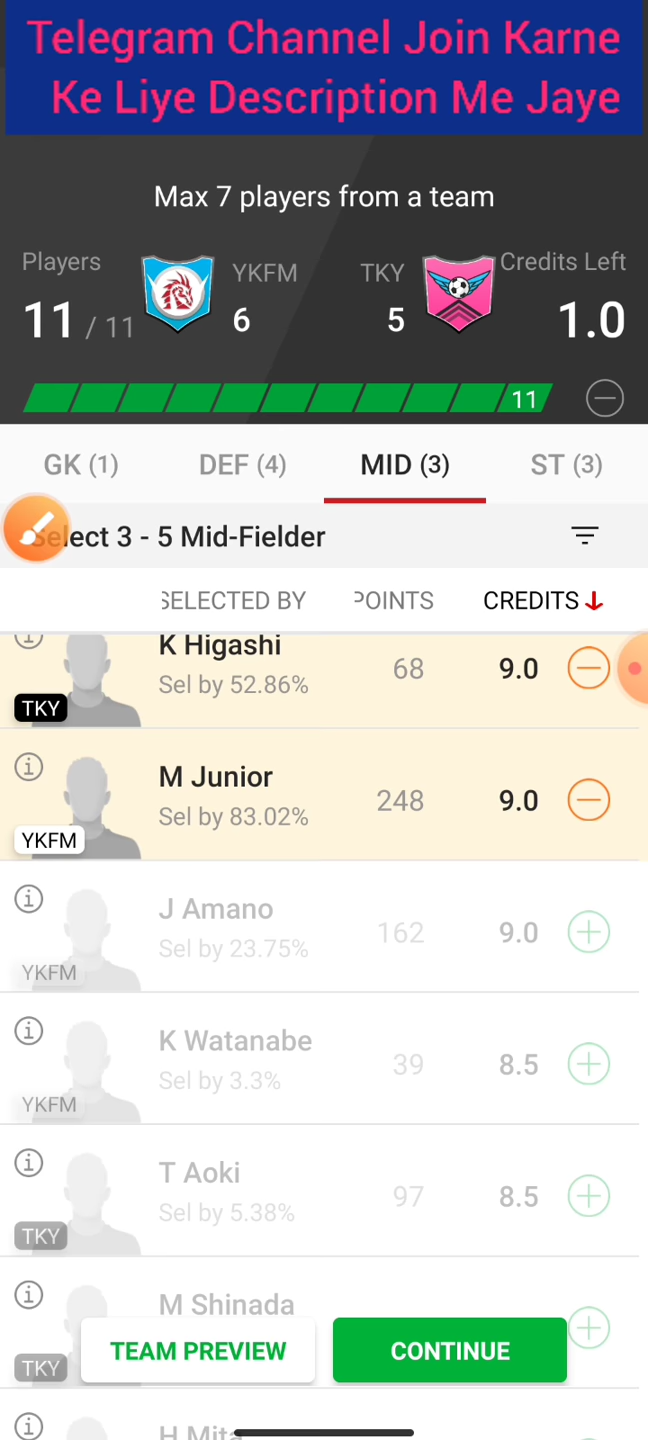 Telegram Channel Join Karne
Ke Liye Description Me Jaye
Max 7 players from a team
Players
YKFM
TKY
Credits Left
11 / 11
6
5
1.0
11
GK (1)
DEF (4)
MID (3)
ST (3)
Select 3 - 5 Mid-Fielder
SELECTED BY
POINTS
CREDITS
K Higashi
Sel by 52.86%
68
9.0
TKY
M Junior
Sel by 83.02%
248
9.0
YKFM
J Amano
Sel by 23.75%
162
9.0
YKFM
K Watanabe
Sel by 3.3%
39
8.5
YKFM
T Aoki
Sel by 5.38%
97
8.5
TKY
M Shinada
TKY
TEAM PREVIEW
CONTINUE
H Mita